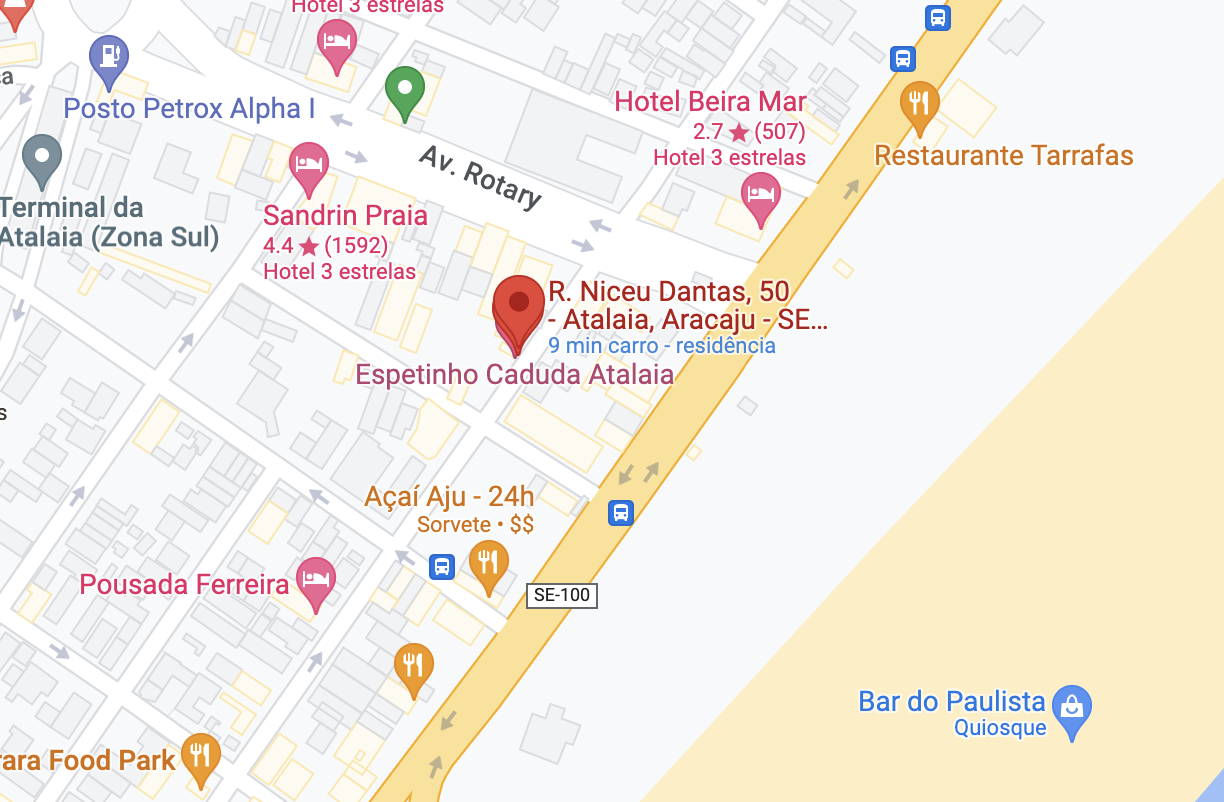 Hotel 3 estrelas
Posto Petrox Alpha I
Hotel Beira Mar
2.7 ★ (507)
Hotel 3 estrelas
Restaurante Tarrafas
Av. Rotary
Terminal da
Atalaia (Zona Sul)
Sandrin Praia
4.4 ★ (1592)
Hotel 3 estrelas
R. Niceu Dantas, 50
- Atalaia, Aracaju - SE...
9 min carro - residência
Espetinho Caduda Atalaia
Açaí Aju - 24h
Sorvete • $$
Pousada Ferreira
SE-100
Bar do Paulista
Quiosque
Food Park